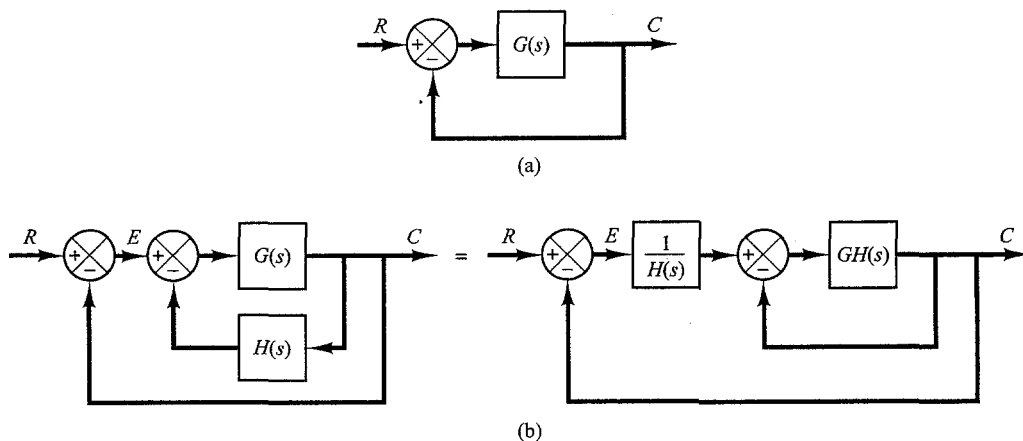 R + − G(s) C
(a)
R + − E + − G(s) C = R + − E 1/H(s) + − GH(s) C
H(s)
(b)